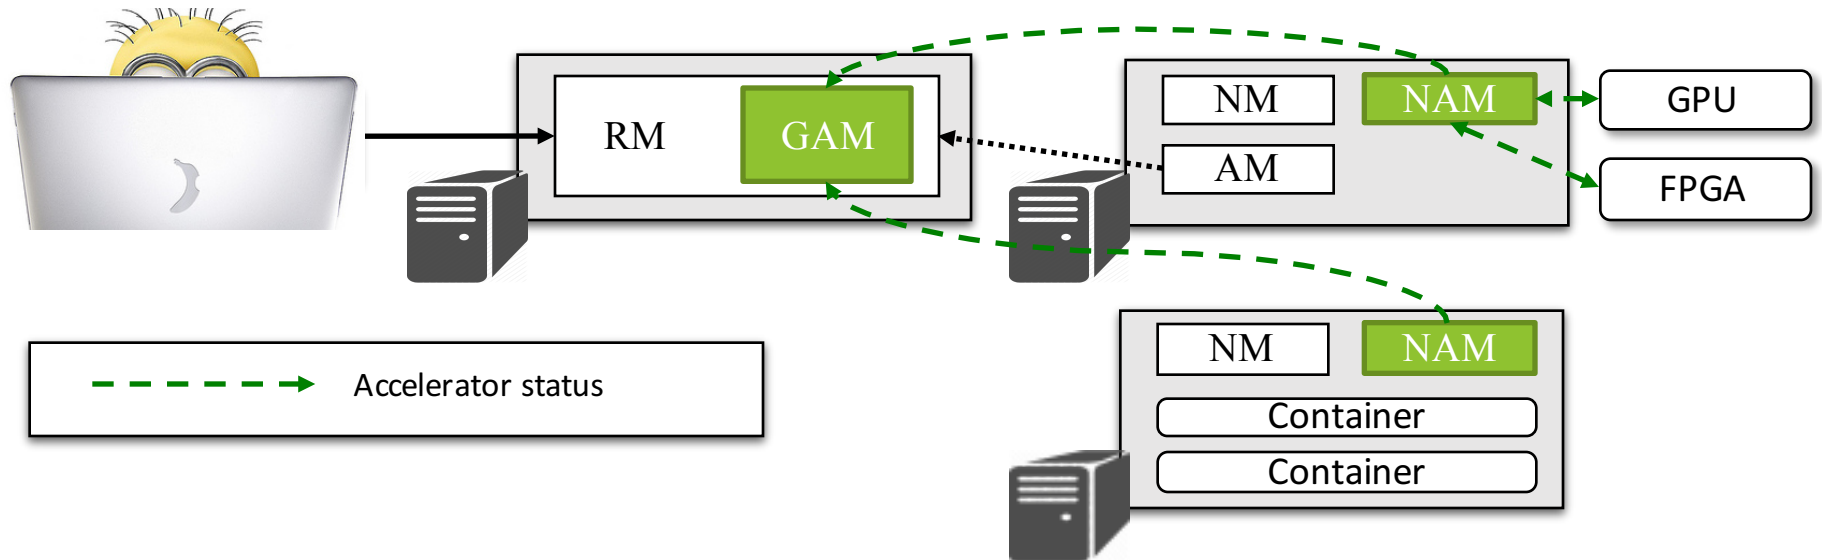 RM
GAM
NM
NAM
AM
GPU
FPGA
NM
NAM
Container
Container
Accelerator status